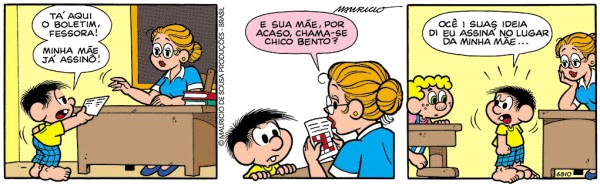 TÁ AQUI
O BOLETIM,
FESSORA!
MINHA MÃE
JÁ ASSINÔ!
© MAURICIO DE SOUSA PRODUÇÕES - BRASIL
MAURICIO
E SUA MÃE, POR
ACASO, CHAMA-SE
CHICO BENTO?
OCÊ I SUAS IDEIA
DI EU ASSINÁ NO LUGAR
DA MINHA MÃE...
6810